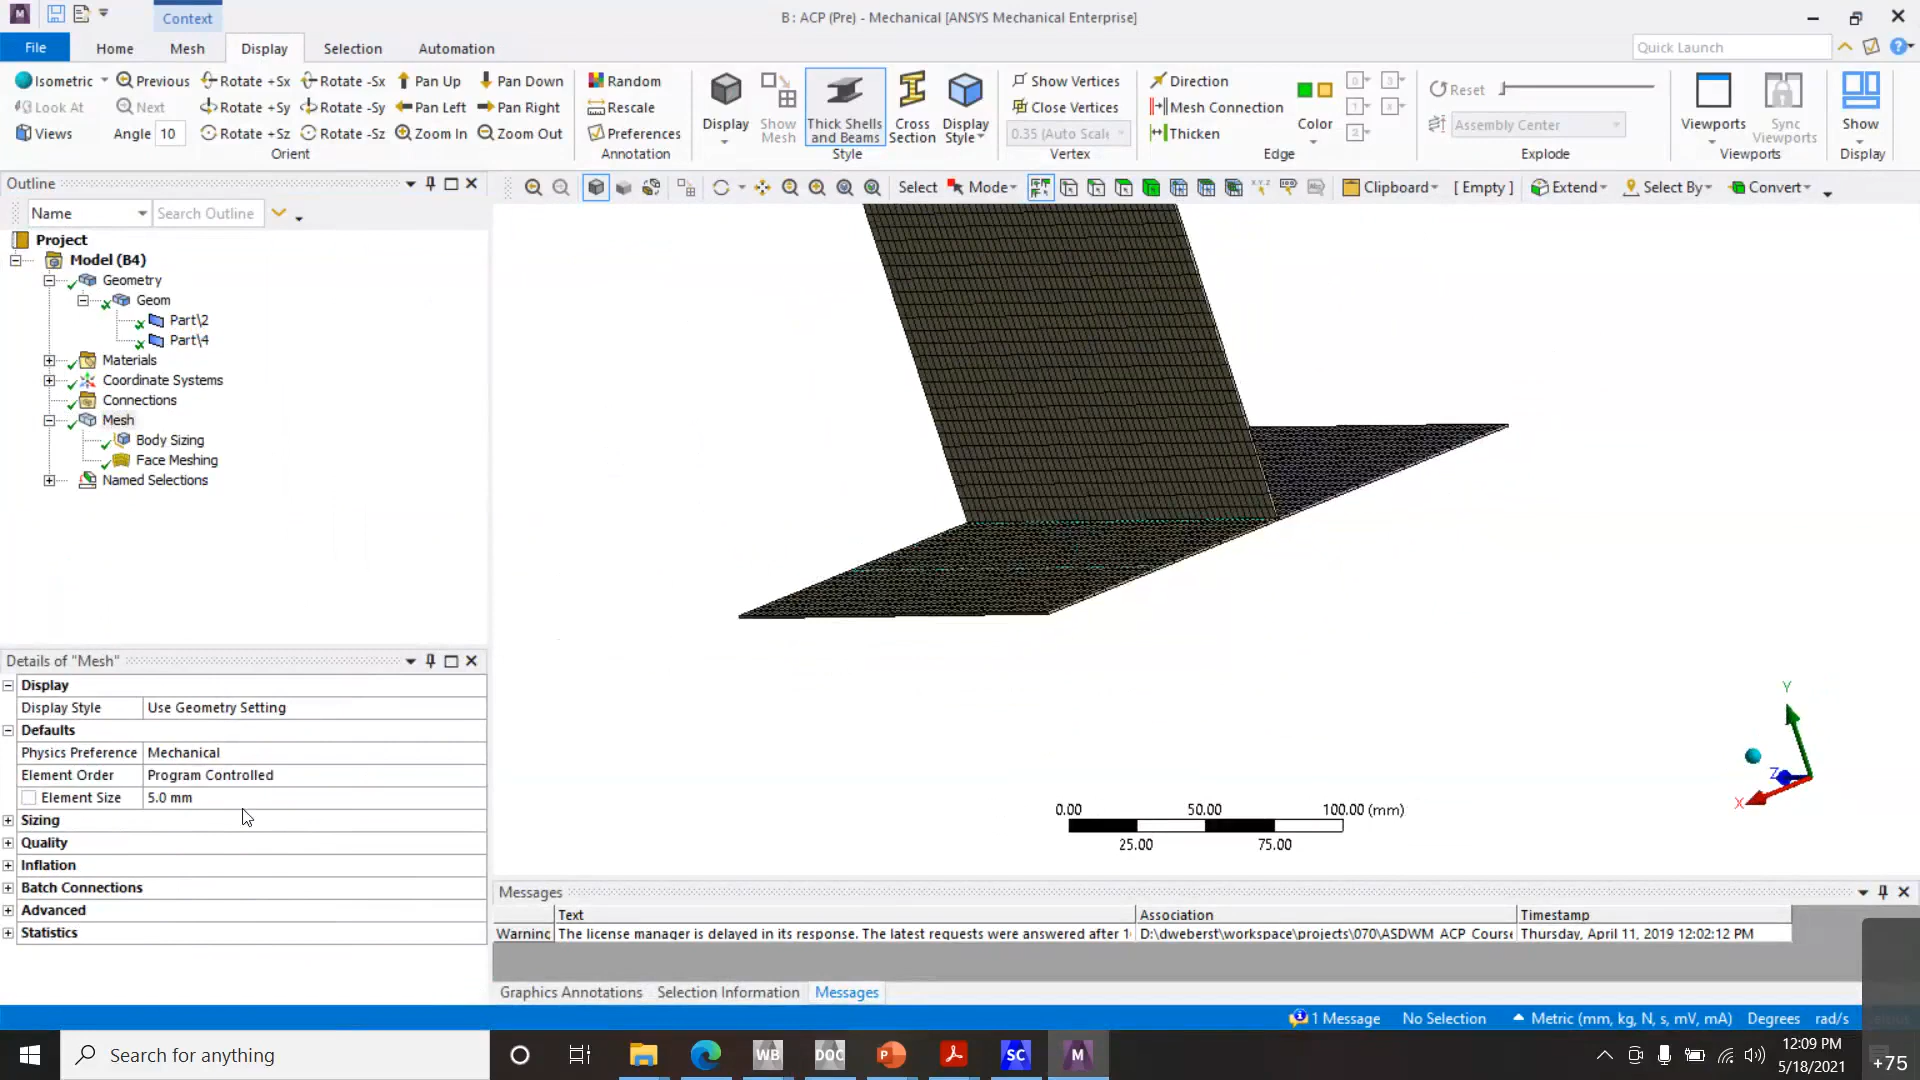 Context
B : ACP (Pre) - Mechanical [ANSYS Mechanical Enterprise]
File Home Mesh Display Selection Automation
Quick Launch
Isometric Previous Rotate +Sx Rotate -Sx Pan Up Pan Down Random Show Vertices Direction Reset
Look At Next Rotate +Sy Rotate -Sy Pan Left Pan Right Rescale Close Vertices Mesh Connection
Views Angle 10 Rotate +Sz Rotate -Sz Zoom In Zoom Out Preferences Display Show Mesh Thick Shells and Beams Cross Section Display Style 0.35 (Auto Scale Thicken Color Assembly Center Viewports Sync Viewports Show
Orient Annotation Style Vertex Edge Explode Viewports Display
Outline
Name Search Outline
Select Mode Clipboard [ Empty ] Extend Select By Convert
Project
Model (B4)
Geometry
Geom
Part\2
Part\4
Materials
Coordinate Systems
Connections
Mesh
Body Sizing
Face Meshing
Named Selections
Details of "Mesh"
Display
Display Style Use Geometry Setting
Defaults
Physics Preference Mechanical
Element Order Program Controlled
Element Size 5.0 mm
Sizing
Quality
Inflation
Batch Connections
Advanced
Statistics
Y
Z
X
0.00 50.00 100.00 (mm)
25.00 75.00
Messages
Text Association Timestamp
Warning The license manager is delayed in its response. The latest requests were answered after 1 D:\dweberst\workspace\projects\070\ASDWM_ACP_Course Thursday, April 11, 2019 12:02:12 PM
Graphics Annotations Selection Information Messages
1 Message No Selection Metric (mm, kg, N, s, mV, mA) Degrees rad/s
Search for anything
WB DOC P SC M
12:09 PM
5/18/2021
+75